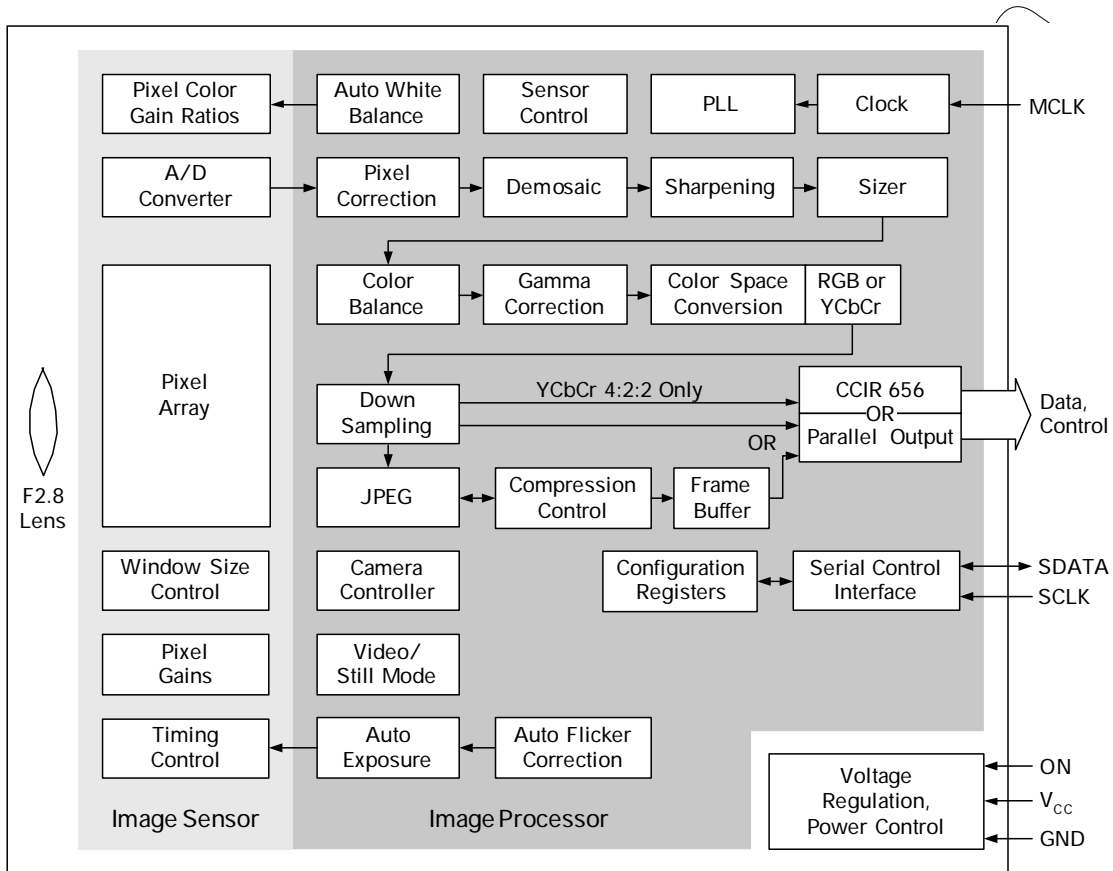 Pixel Color
Gain Ratios
Auto White
Balance
Sensor
Control
PLL
Clock
MCLK
A/D
Converter
Pixel
Correction
Demosaic
Sharpening
Sizer
Color
Balance
Gamma
Correction
Color Space
Conversion
RGB or
YCbCr
Pixel
Array
F2.8
Lens
Down
Sampling
YCbCr 4:2:2 Only
OR
CCIR 656
OR
Parallel Output
Data,
Control
JPEG
Compression
Control
Frame
Buffer
Window Size
Control
Camera
Controller
Configuration
Registers
Serial Control
Interface
SDATA
SCLK
Pixel
Gains
Video/
Still Mode
Timing
Control
Auto
Exposure
Auto Flicker
Correction
Voltage
Regulation,
Power Control
ON
VCC
GND
Image Sensor
Image Processor